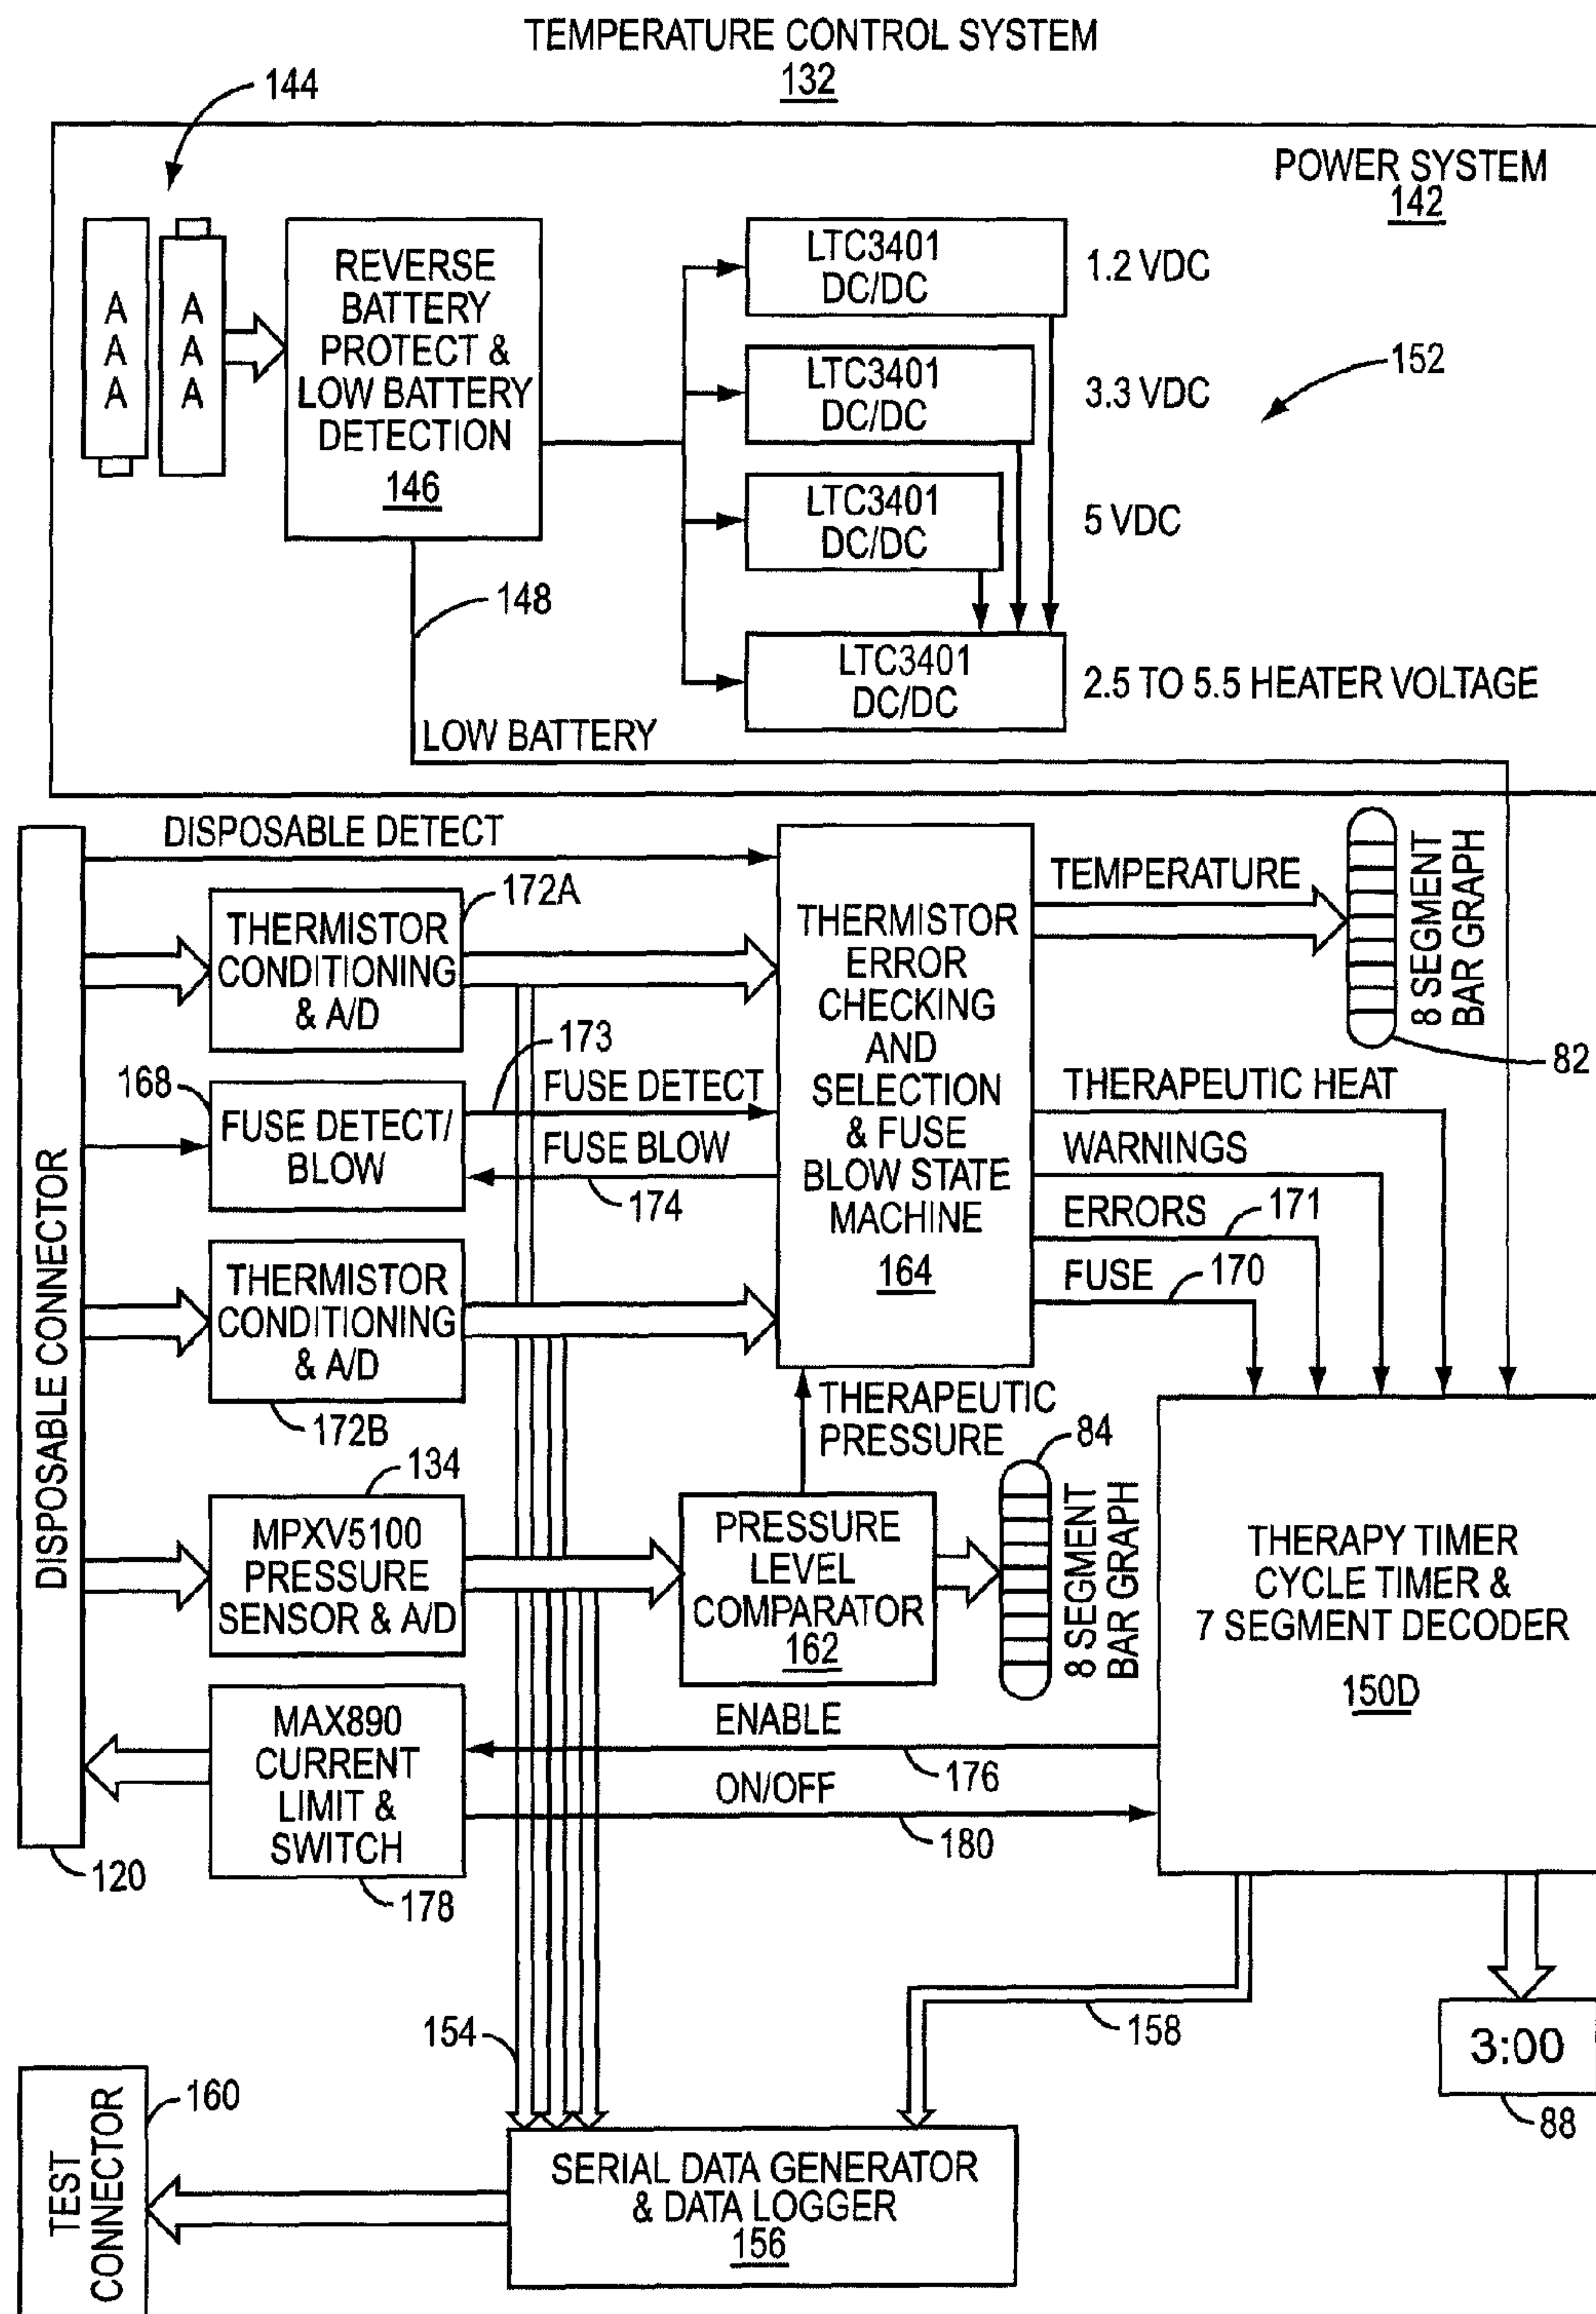 TEMPERATURE CONTROL SYSTEM
132
144
POWER SYSTEM
142
A
A
A
A
A
A
REVERSE
BATTERY
PROTECT &
LOW BATTERY
DETECTION
146
LTC3401
DC/DC
1.2 VDC
LTC3401
DC/DC
3.3 VDC
152
LTC3401
DC/DC
5 VDC
148
LTC3401
DC/DC
2.5 TO 5.5 HEATER VOLTAGE
LOW BATTERY
DISPOSABLE CONNECTOR
120
DISPOSABLE DETECT
172A
THERMISTOR
CONDITIONING
& A/D
173
168
FUSE DETECT/
BLOW
FUSE DETECT
FUSE BLOW
174
THERMISTOR
CONDITIONING
& A/D
172B
THERMISTOR
ERROR
CHECKING
AND
SELECTION
& FUSE
BLOW STATE
MACHINE
164
TEMPERATURE
8 SEGMENT
BAR GRAPH
82
THERAPEUTIC HEAT
WARNINGS
ERRORS
171
FUSE
170
THERAPEUTIC
PRESSURE
134
MPXV5100
PRESSURE
SENSOR & A/D
PRESSURE
LEVEL
COMPARATOR
162
84
8 SEGMENT
BAR GRAPH
THERAPY TIMER
CYCLE TIMER &
7 SEGMENT DECODER
150D
MAX890
CURRENT
LIMIT &
SWITCH
178
ENABLE
176
ON/OFF
180
154
158
3:00
88
TEST
CONNECTOR
160
SERIAL DATA GENERATOR
& DATA LOGGER
156